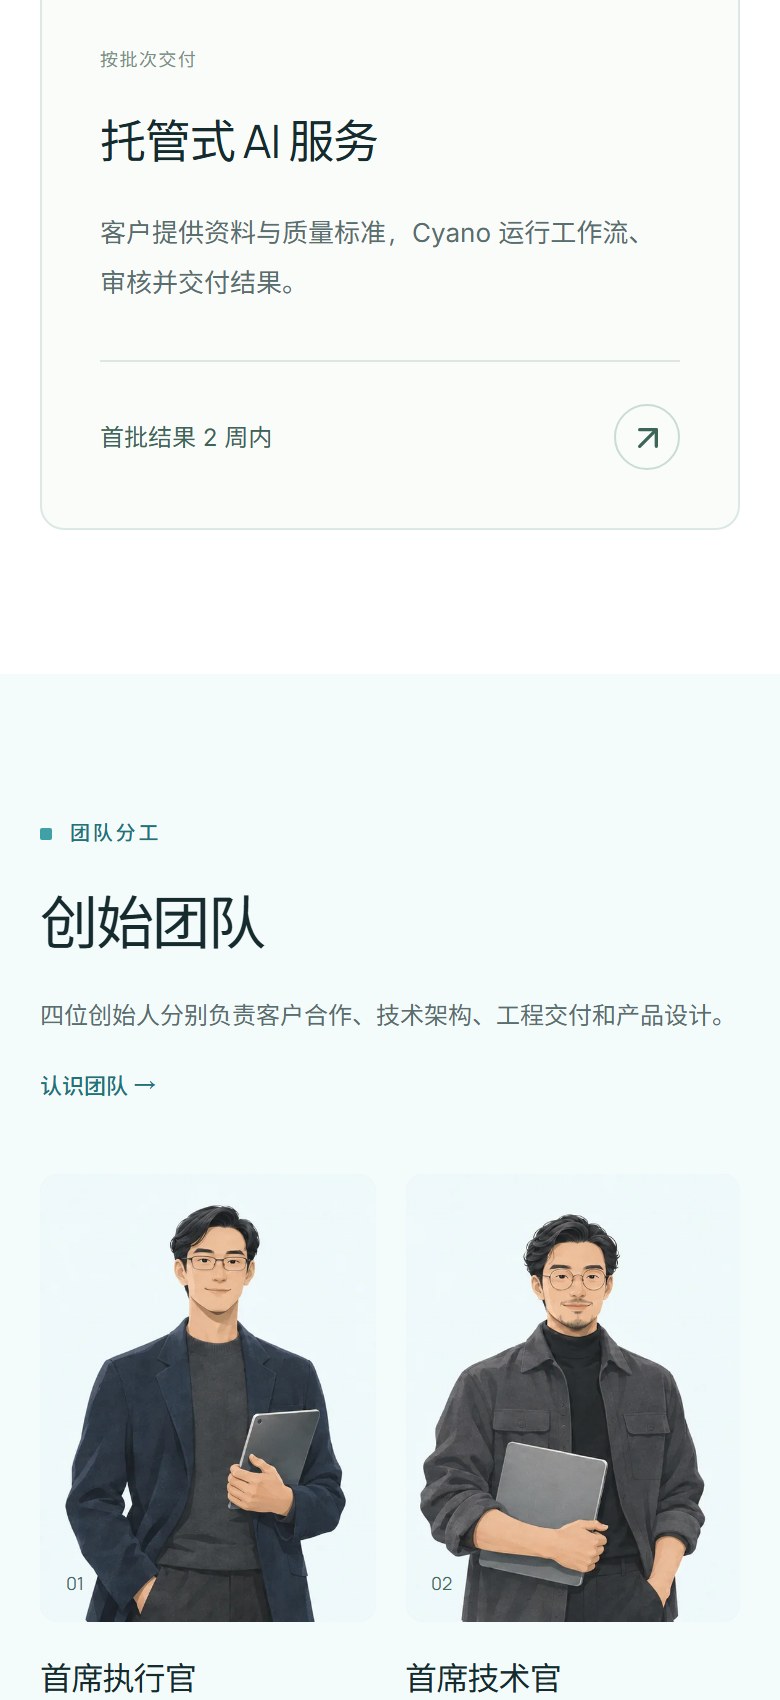 按批次交付
托管式 AI 服务
客户提供资料与质量标准，Cyano 运行工作流、
审核并交付结果。
首批结果 2 周内
团队分工
创始团队
四位创始人分别负责客户合作、技术架构、工程交付和产品设计。
认识团队 →
01
02
首席执行官
首席技术官